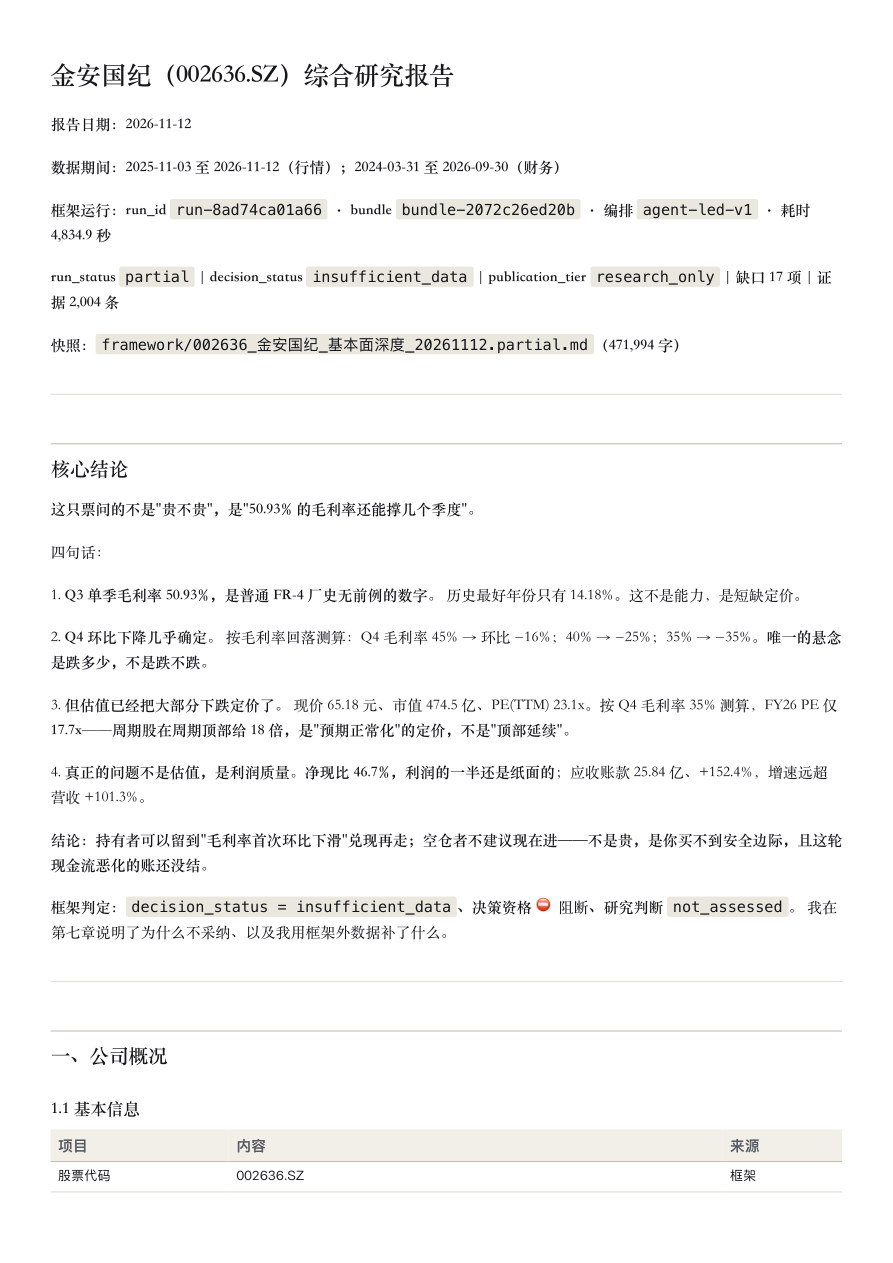 金安国纪（002636.SZ）综合研究报告
报告日期：2026-11-12
数据期间：2025-11-03 至 2026-11-12（行情）；2024-03-31 至 2026-09-30（财务）
框架运行：run_id run-8ad74ca01a66 · bundle bundle-2072c26ed20b · 编排 agent-led-v1 · 耗时
4,834.9 秒
run_status partial | decision_status insufficient_data | publication_tier research_only | 缺口 17 项 | 证
据 2,004 条
快照： framework/002636_金安国纪_基本面深度_20261112.partial.md （471,994 字）
核心结论
这只票问的不是"贵不贵"，是"50.93% 的毛利率还能撑几个季度"。
四句话：
1. Q3 单季毛利率 50.93%，是普通 FR-4 厂史无前例的数字。 历史最好年份只有 14.18%。这不是能力，是短缺定价。
2. Q4 环比下降几乎确定。 按毛利率回落测算：Q4 毛利率 45% → 环比 −16%；40% → −25%；35% → −35%。唯一的悬念
是跌多少，不是跌不跌。
3. 但估值已经把大部分下跌定价了。 现价 65.18 元、市值 474.5 亿、PE(TTM) 23.1x。按 Q4 毛利率 35% 测算，FY26 PE 仅
17.7x——周期股在周期顶部给 18 倍，是"预期正常化"的定价，不是"顶部延续"。
4. 真正的问题不是估值，是利润质量。净现比 46.7%，利润的一半还是纸面的；应收账款 25.84 亿、+152.4%，增速远超
营收 +101.3%。
结论：持有者可以留到"毛利率首次环比下滑"兑现再走；空仓者不建议现在进——不是贵，是你买不到安全边际，且这轮
现金流恶化的账还没结。
框架判定： decision_status = insufficient_data 、决策资格 ⛔ 阻断、研究判断 not_assessed 。 我在
第七章说明了为什么不采纳、以及我用框架外数据补了什么。
一、公司概况
1.1 基本信息
项目 内容 来源
股票代码 002636.SZ 框架